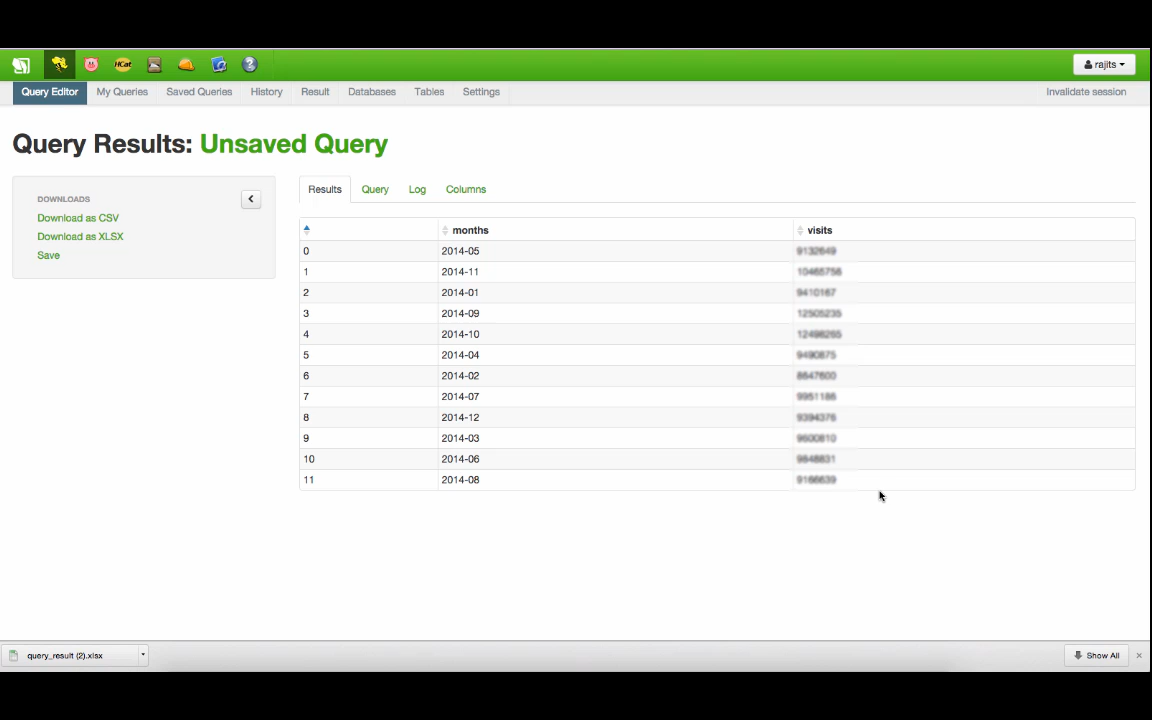 HCat
rajits
Query Editor My Queries Saved Queries History Result Databases Tables Settings Invalidate session
Query Results: Unsaved Query
DOWNLOADS
Download as CSV
Download as XLSX
Save
Results Query Log Columns
months visits
0 2014-05
1 2014-11
2 2014-01
3 2014-09
4 2014-10
5 2014-04
6 2014-02
7 2014-07
8 2014-12
9 2014-03
10 2014-06
11 2014-08
query_result (2).xlsx
Show All